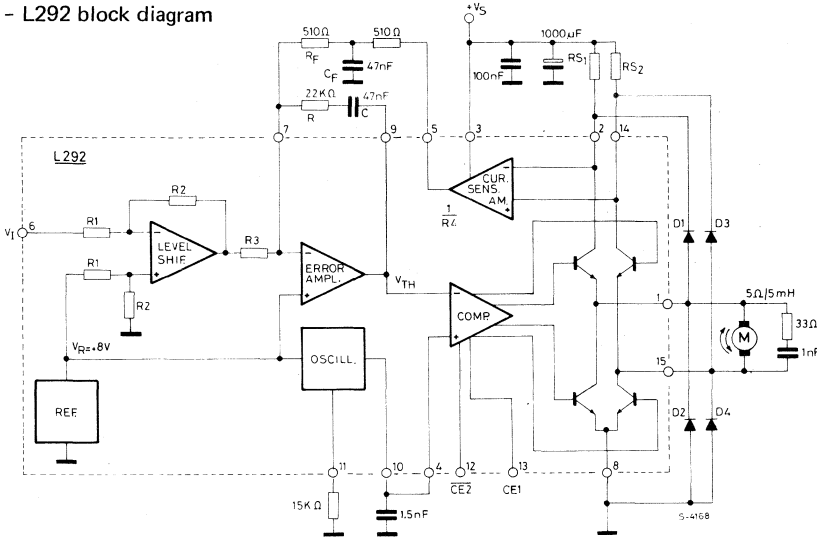 – L292 block diagram
+VS
510Ω
510Ω
1000µF
RF
CF
47nF
100nF
RS1
RS2
22KΩ
47nF
R
C
7
9
5
3
2
14
L292
VI
6
R1
R2
LEVEL
SHIF.
R3
ERROR
AMPL.
CUR.
SENS.
AM.
1
R4
D1
D3
R1
R2
VTH
COMP.
1
5Ω/5mH
M
33Ω
1nF
VR=+8V
OSCILL.
15
REF.
D2
D4
11
10
4
12
13
8
CE2
CE1
15KΩ
1.5nF
S-4168